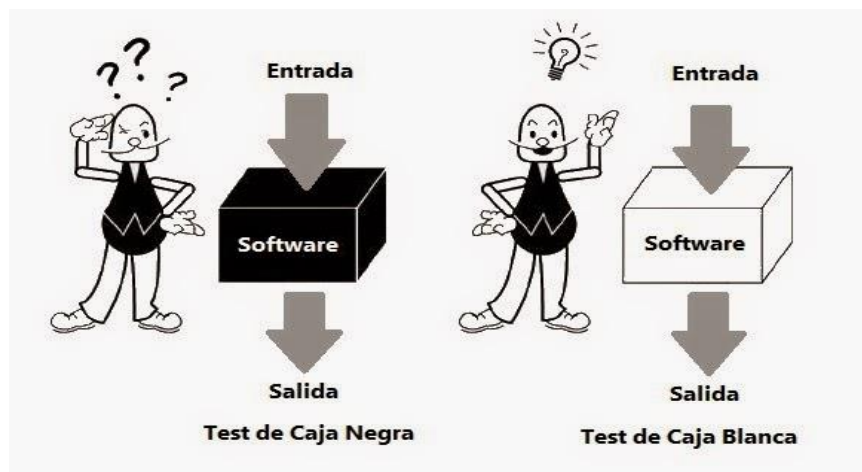 ? ? ?
Entrada
Software
Salida
Test de Caja Negra
Entrada
Software
Salida
Test de Caja Blanca